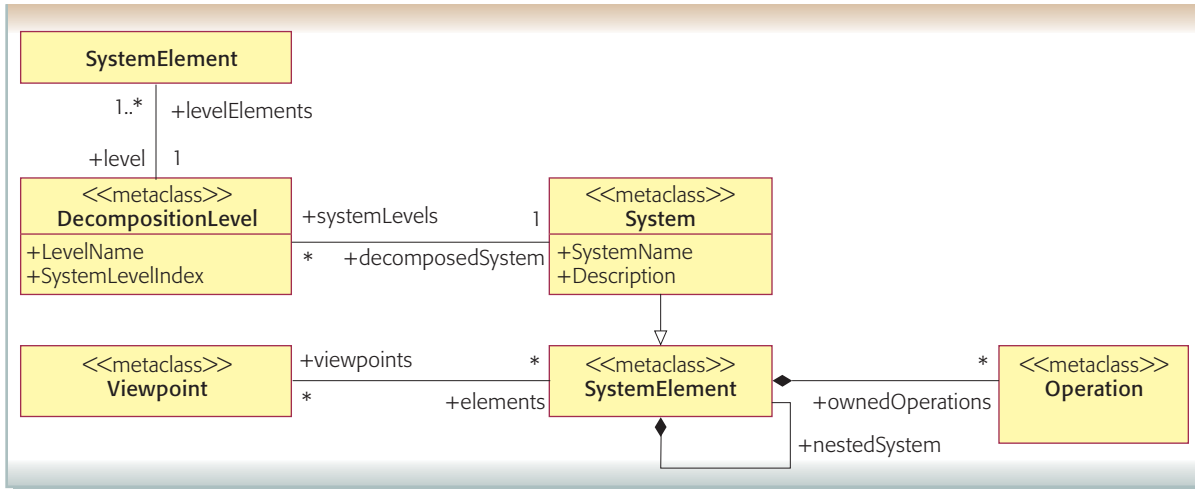 SystemElement
1..*
+levelElements
+level
1
<<metaclass>>
DecompositionLevel
+LevelName
+SystemLevelIndex
+systemLevels
*
1
+decomposedSystem
<<metaclass>>
System
+SystemName
+Description
<<metaclass>>
Viewpoint
+viewpoints
*
*
+elements
<<metaclass>>
SystemElement
*
+ownedOperations
+nestedSystem
<<metaclass>>
Operation